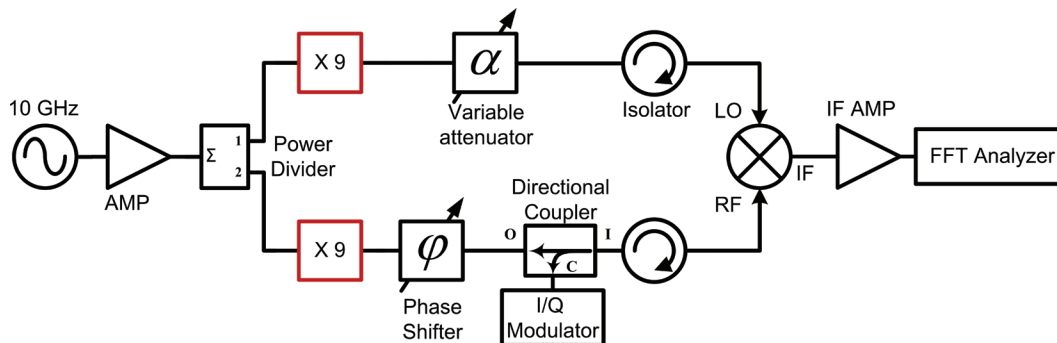 X 9
α
Variable
attenuator
Isolator
10 GHz
AMP
Σ
1
2
Power
Divider
LO
RF
IF
IF AMP
FFT Analyzer
X 9
φ
Phase
Shifter
Directional
Coupler
O
I
C
I/Q
Modulator